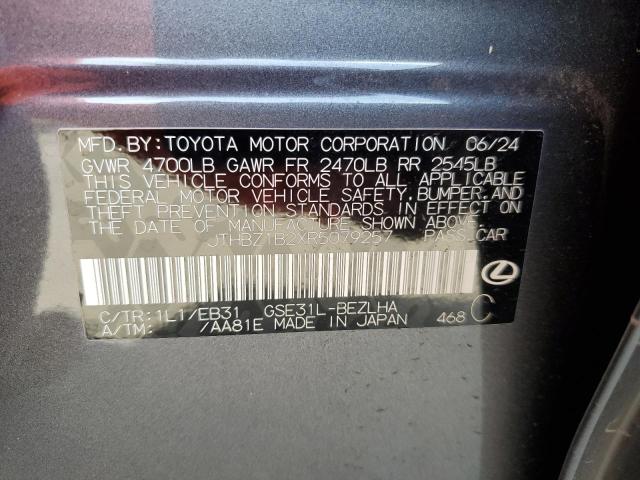 MFD.BY:TOYOTA MOTOR CORPORATION 06/24
GVWR 4700LB GAWR FR 2470LB RR 2545LB
THIS VEHICLE CONFORMS TO ALL APPLICABLE
FEDERAL MOTOR VEHICLE SAFETY, BUMPER, AND
THEFT PREVENTION STANDARDS IN EFFECT ON
THE DATE OF MANUFACTURE SHOWN ABOVE.
JTHBZ1B2XR5079257 PASS.CAR
C/TR:1L1/EB31 GSE31L-BEZLHA
A/TM: /AA81E MADE IN JAPAN 468 C